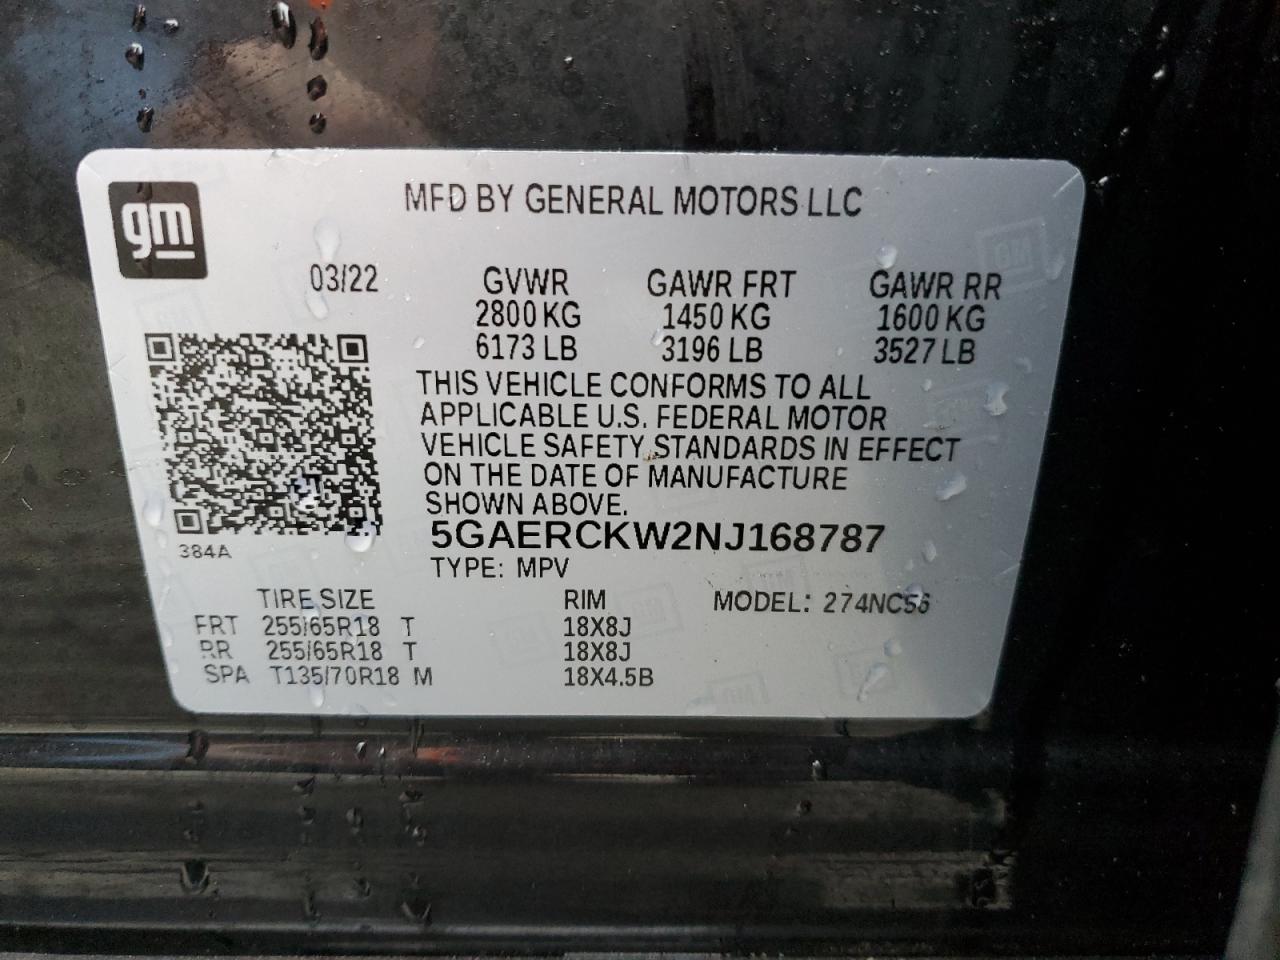 gm
MFD BY GENERAL MOTORS LLC
03/22 GVWR GAWR FRT GAWR RR
2800 KG 1450 KG 1600 KG
6173 LB 3196 LB 3527 LB
THIS VEHICLE CONFORMS TO ALL
APPLICABLE U.S. FEDERAL MOTOR
VEHICLE SAFETY STANDARDS IN EFFECT
ON THE DATE OF MANUFACTURE
SHOWN ABOVE.
5GAERCKW2NJ168787
384A
TYPE: MPV
TIRE SIZE RIM MODEL: 274NC56
FRT 255/65R18 T 18X8J
RR 255/65R18 T 18X8J
SPA T135/70R18 M 18X4.5B